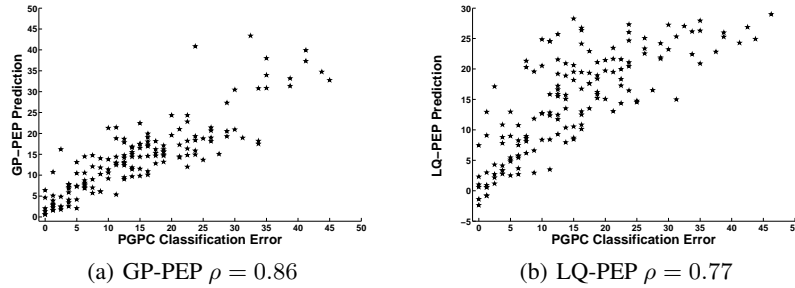 50
45
40
35
30
25
20
15
10
5
0
GP−PEP Prediction
0 5 10 15 20 25 30 35 40 45 50
PGPC Classification Error
(a) GP-PEP ρ = 0.86
30
25
20
15
10
5
0
−5
LQ−PEP Prediction
0 5 10 15 20 25 30 35 40 45 50
PGPC Classification Error
(b) LQ-PEP ρ = 0.77